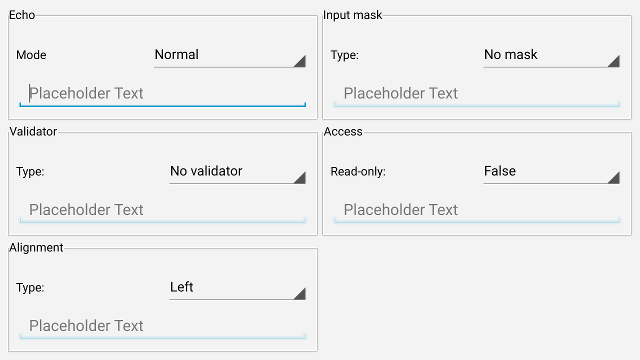 Echo
Mode Normal
Placeholder Text
Input mask
Type: No mask
Placeholder Text
Validator
Type: No validator
Placeholder Text
Access
Read-only: False
Placeholder Text
Alignment
Type: Left
Placeholder Text